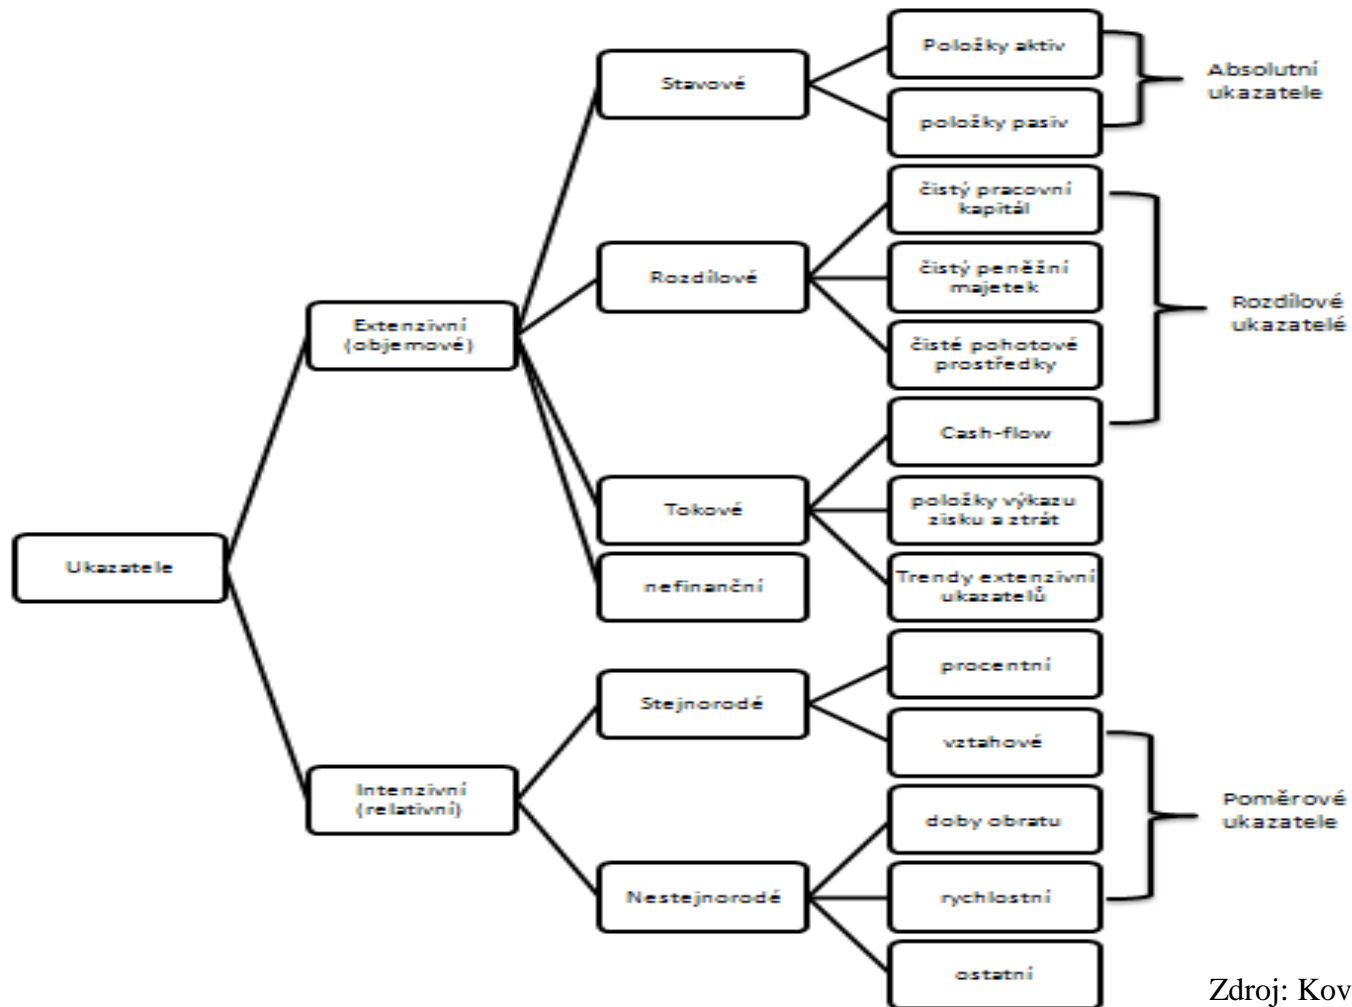 Ukazatele
Extenzivní
(objemové)
Intenzivní
(relativní)
Stavové
Rozdílové
Tokové
nefinanční
Stejnorodé
Nestejnorodé
Položky aktiv
položky pasiv
čistý pracovní
kapitál
čistý peněžní
majetek
čisté pohotové
prostředky
Cash-flow
položky výkazu
zisku a ztrát
Trendy extenzivní
ukazatelů
procentní
vztahové
doby obratu
rychlostní
ostatní
Absolutní
ukazatele
Rozdílové
ukazatelé
Poměrové
ukazatele
Zdroj: Kov